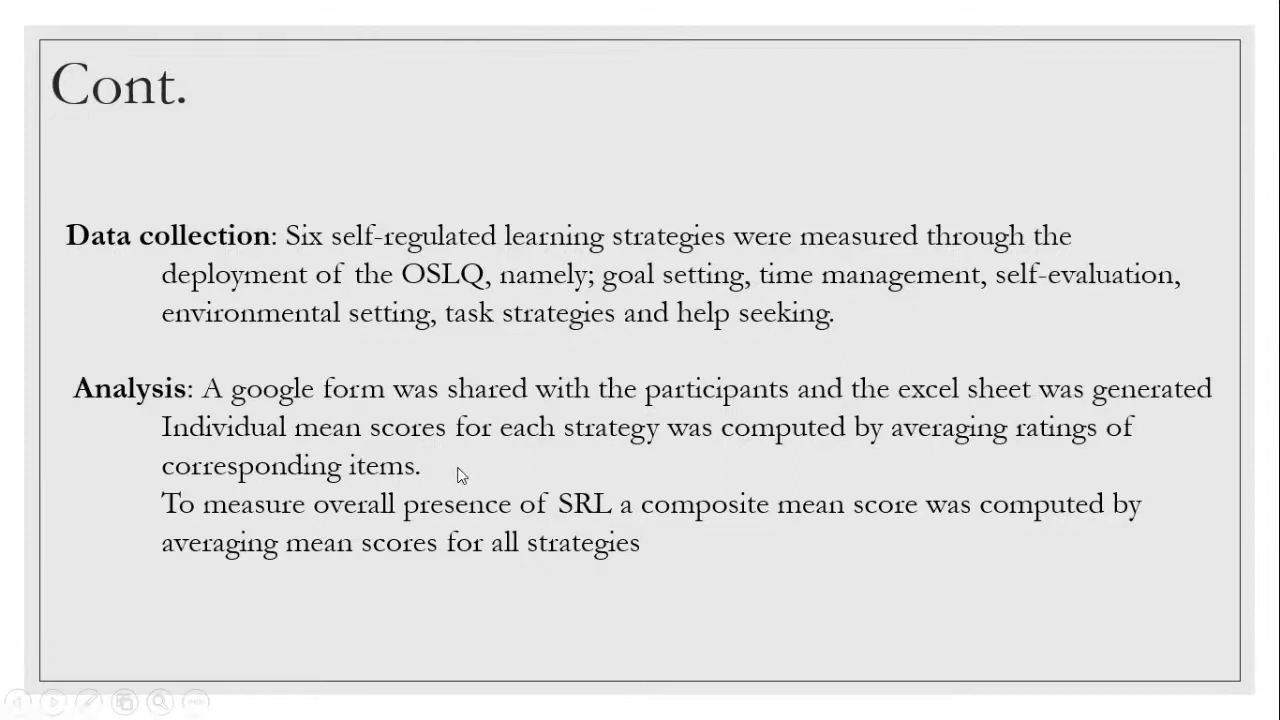 Cont.
Data collection: Six self-regulated learning strategies were measured through the
deployment of the OSLQ, namely; goal setting, time management, self-evaluation,
environmental setting, task strategies and help seeking.
Analysis: A google form was shared with the participants and the excel sheet was generated
Individual mean scores for each strategy was computed by averaging ratings of
corresponding items.
To measure overall presence of SRL a composite mean score was computed by
averaging mean scores for all strategies